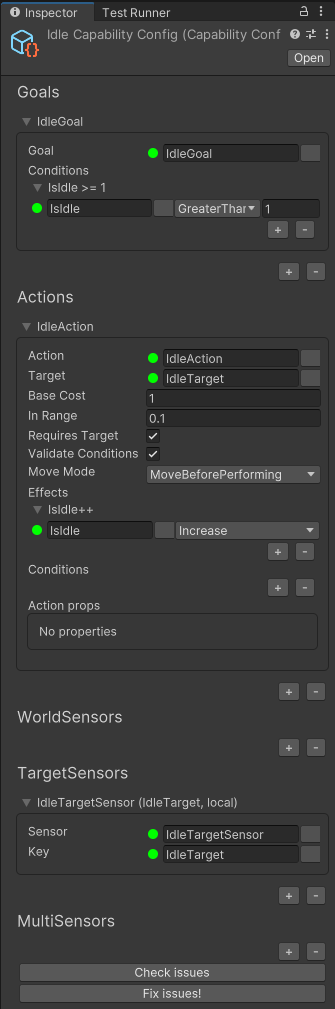 Inspector Test Runner
Idle Capability Config (Capability Conf
Open
Goals
IdleGoal
Goal IdleGoal
Conditions
IsIdle >= 1
IsIdle GreaterThar 1
+ -
+ -
Actions
IdleAction
Action IdleAction
Target IdleTarget
Base Cost 1
In Range 0.1
Requires Target
Validate Conditions
Move Mode MoveBeforePerforming
Effects
IsIdle++
IsIdle Increase
+ -
Conditions
+ -
Action props
No properties
+ -
WorldSensors
+ -
TargetSensors
IdleTargetSensor (IdleTarget, local)
Sensor IdleTargetSensor
Key IdleTarget
+ -
MultiSensors
+ -
Check issues
Fix issues!